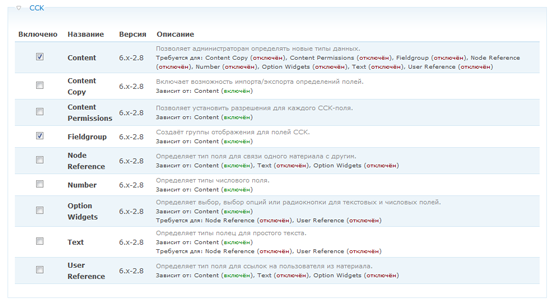 ССК
Включено Название Версия Описание
Позволяет администраторам определять новые типы данных.
Content 6.x-2.8 Требуется для: Content Copy (отключён), Content Permissions (отключён), Fieldgroup (отключён), Node Reference
(отключён), Number (отключён), Option Widgets (отключён), Text (отключён), User Reference (отключён)
Content Copy 6.x-2.8 Включает возможность импорта/экспорта определений полей.
Зависит от: Content (включён)
Content Permissions 6.x-2.8 Позволяет установить разрешения для каждого ССК-поля.
Зависит от: Content (включён)
Fieldgroup 6.x-2.8 Создаёт группы отображения для полей ССК.
Зависит от: Content (включён)
Node Reference 6.x-2.8 Определяет тип поля для связи одного материала с другим.
Зависит от: Content (включён), Text (отключён), Option Widgets (отключён)
Number 6.x-2.8 Определяет типы числового поля.
Зависит от: Content (включён)
Option Widgets 6.x-2.8 Определяет выбор, выбор опций или радиокнопки для текстовых и числовых полей.
Зависит от: Content (включён)
Требуется для: Node Reference (отключён), User Reference (отключён)
Text 6.x-2.8 Определяет типы полец для простого текста.
Зависит от: Content (включён)
Требуется для: Node Reference (отключён), User Reference (отключён)
User Reference 6.x-2.8 Определяет тип поля для ссылок на пользователя из материала.
Зависит от: Content (включён), Text (отключён), Option Widgets (отключён)